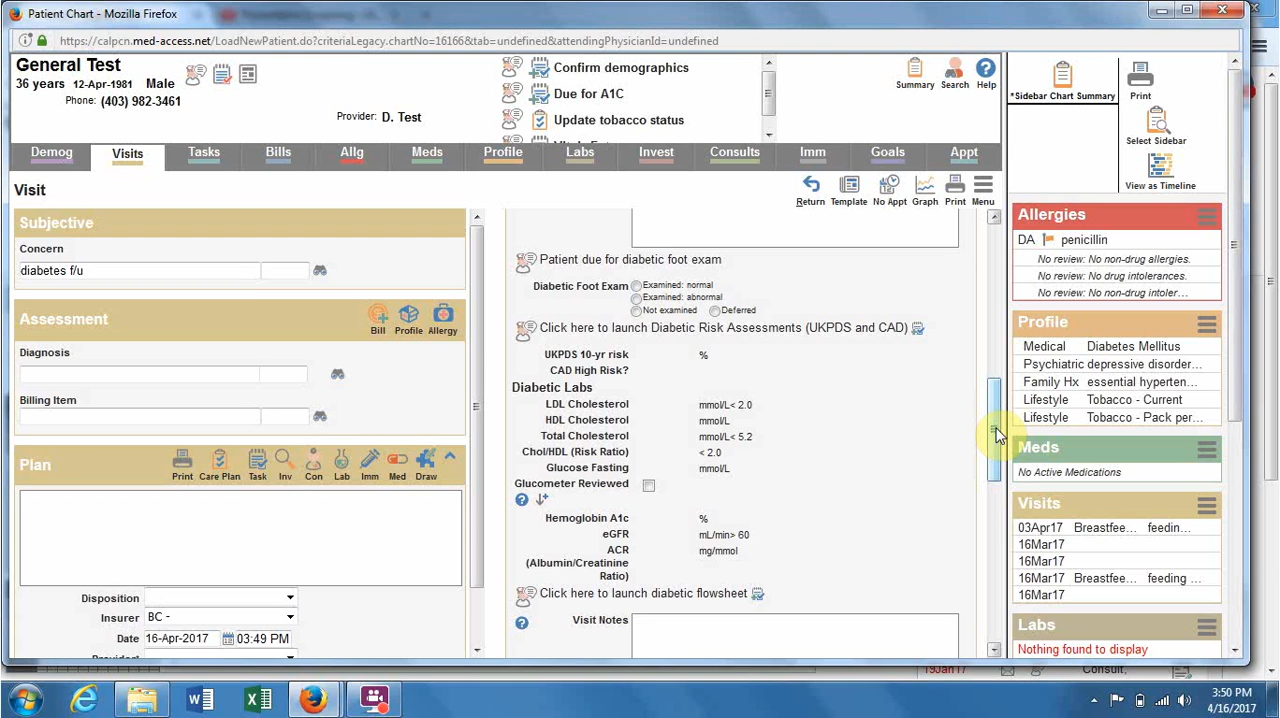 Patient Chart - Mozilla Firefox
https://calpcn.med-access.net/LoadNewPatient.do?criteriaLegacy.chartNo=16166&tab=undefined&attendingPhysicianId=undefined
General Test
36 years 12-Apr-1981 Male
Phone: (403) 982-3461
Provider: D. Test
Confirm demographics
Due for A1C
Update tobacco status
Summary Search Help
*Sidebar Chart Summary
Print
Select Sidebar
View as Timeline
Demog Visits Tasks Bills Allg Meds Profile Labs Invest Consults Imm Goals Appt
Visit
Return Template No Appt Graph Print Menu
Subjective
Concern
diabetes f/u
Assessment
Bill Profile Allergy
Diagnosis
Billing Item
Plan
Print Care Plan Task Inv Con Lab Imm Med Draw
Disposition
Insurer BC -
Date 16-Apr-2017 03:49 PM
Patient due for diabetic foot exam
Diabetic Foot Exam
Examined: normal
Examined: abnormal
Not examined Deferred
Click here to launch Diabetic Risk Assessments (UKPDS and CAD)
UKPDS 10-yr risk %
CAD High Risk?
Diabetic Labs
LDL Cholesterol mmol/L< 2.0
HDL Cholesterol mmol/L
Total Cholesterol mmol/L< 5.2
Chol/HDL (Risk Ratio) < 2.0
Glucose Fasting mmol/L
Glucometer Reviewed
Hemoglobin A1c %
eGFR mL/min> 60
ACR mg/mmol
(Albumin/Creatinine
Ratio)
Click here to launch diabetic flowsheet
Visit Notes
Allergies
DA penicillin
No review: No non-drug allergies.
No review: No drug intolerances.
No review: No non-drug intoler…
Profile
Medical Diabetes Mellitus
Psychiatric depressive disorder…
Family Hx essential hyperten…
Lifestyle Tobacco - Current
Lifestyle Tobacco - Pack per…
Meds
No Active Medications
Visits
03Apr17 Breastfee… feedin…
16Mar17
16Mar17
16Mar17 Breastfee… feeding …
16Mar17
Labs
Nothing found to display
19Jan17 Consult,
3:50 PM
4/16/2017